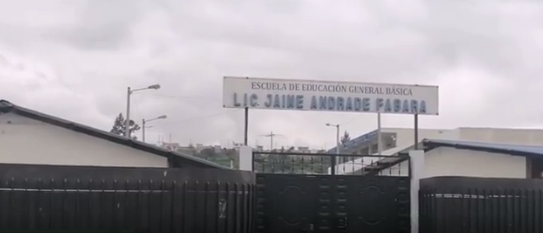 ESCUELA DE EDUCACIÓN GENERAL BÁSICA
LIC. JAIME ANDRADE FABARA